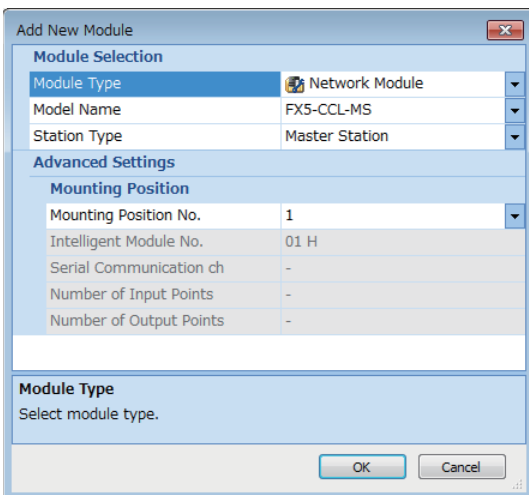 Add New Module
Module Selection
Module Type Network Module
Model Name FX5-CCL-MS
Station Type Master Station
Advanced Settings
Mounting Position
Mounting Position No. 1
Intelligent Module No. 01 H
Serial Communication ch -
Number of Input Points -
Number of Output Points -
Module Type
Select module type.
OK Cancel